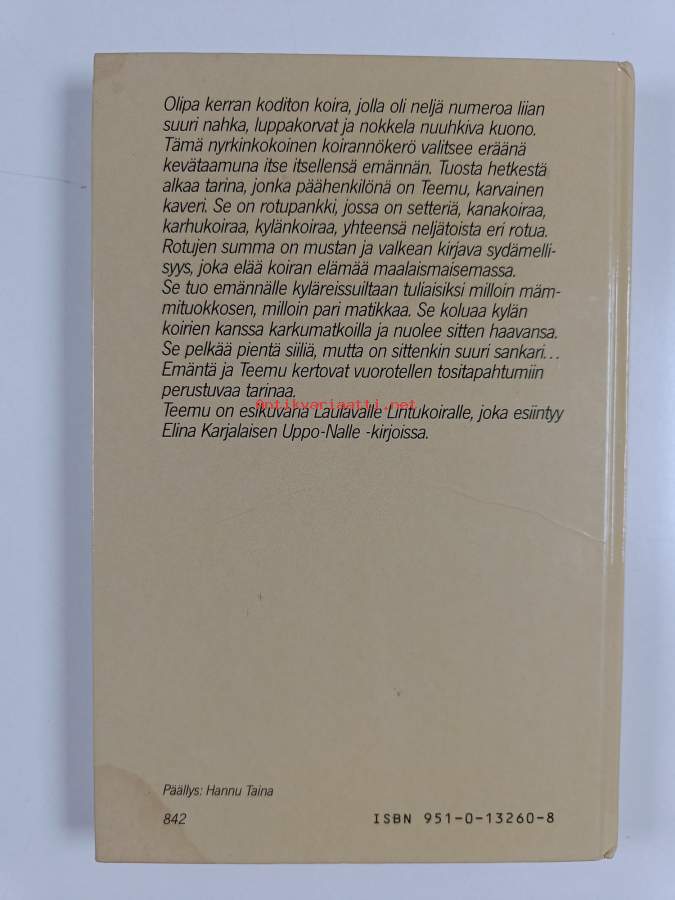 Olipa kerran koditon koira, jolla oli neljä numeroa liian
suuri nahka, luppakorvat ja nokkela nuuhkiva kuono.
Tämä nyrkinkokoinen koirannökerö valitsee eräänä
kevätaamuna itse itsellensä emännän. Tuosta hetkestä
alkaa tarina, jonka päähenkilönä on Teemu, karvainen
kaveri. Se on rotupankki, jossa on setteriä, kanakoiraa,
karhukoiraa, kylänkoiraa, yhteensä neljätoista eri rotua.
Rotujen summa on mustan ja valkean kirjava sydämelli-
syys, joka elää koiran elämää maalaismaisemassa.
Se tuo emännälle kyläreissuiltaan tuliaisiksi milloin mäm-
mituokkosen, milloin pari matikkaa. Se koluaa kylän
koirien kanssa karkumatkoilla ja nuolee sitten haavansa.
Se pelkää pientä siiliä, mutta on sittenkin suuri sankari...
Emäntä ja Teemu kertovat vuorotellen tositapahtumiin
perustuvaa tarinaa.
Antikvariaatti.net
Teemu on esikuvana Laulavalle Lintukoiralle, joka esiintyy
Elina Karjalaisen Uppo-Nalle -kirjoissa.
Päällys: Hannu Taina
842 ISBN 951-0-13260-8